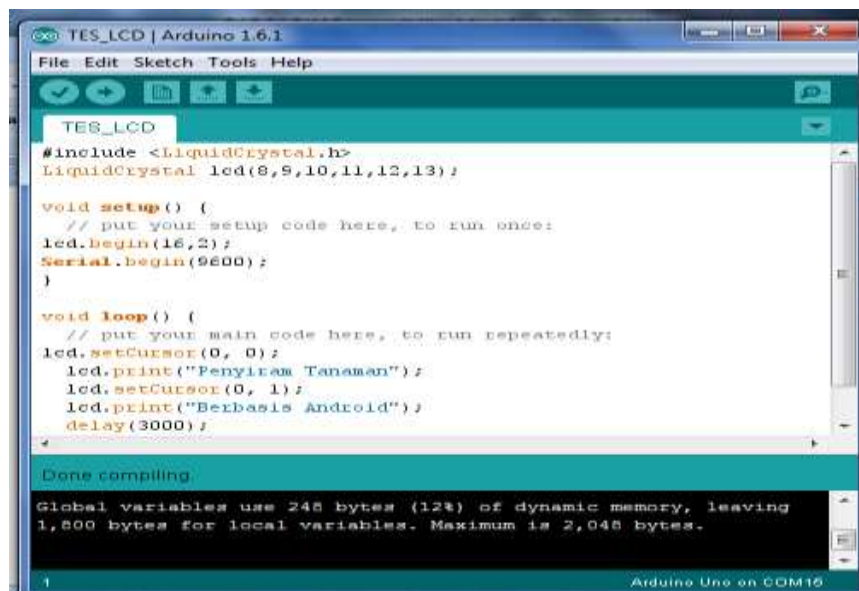 TES_LCD | Arduino 1.6.1
File Edit Sketch Tools Help
TES_LCD
#include <LiquidCrystal.h>
LiquidCrystal lcd(8,9,10,11,12,13);
void setup() {
// put your setup code here, to run once:
lcd.begin(16,2);
Serial.begin(9600);
}
void loop() {
// put your main code here, to run repeatedly:
lcd.setCursor(0, 0);
lcd.print("Penyiram Tanaman");
lcd.setCursor(0, 1);
lcd.print("Berbasis Android");
delay(3000);
Done compiling.
Global variables use 248 bytes (12%) of dynamic memory, leaving
1,800 bytes for local variables. Maximum is 2,048 bytes.
1
Arduino Uno on